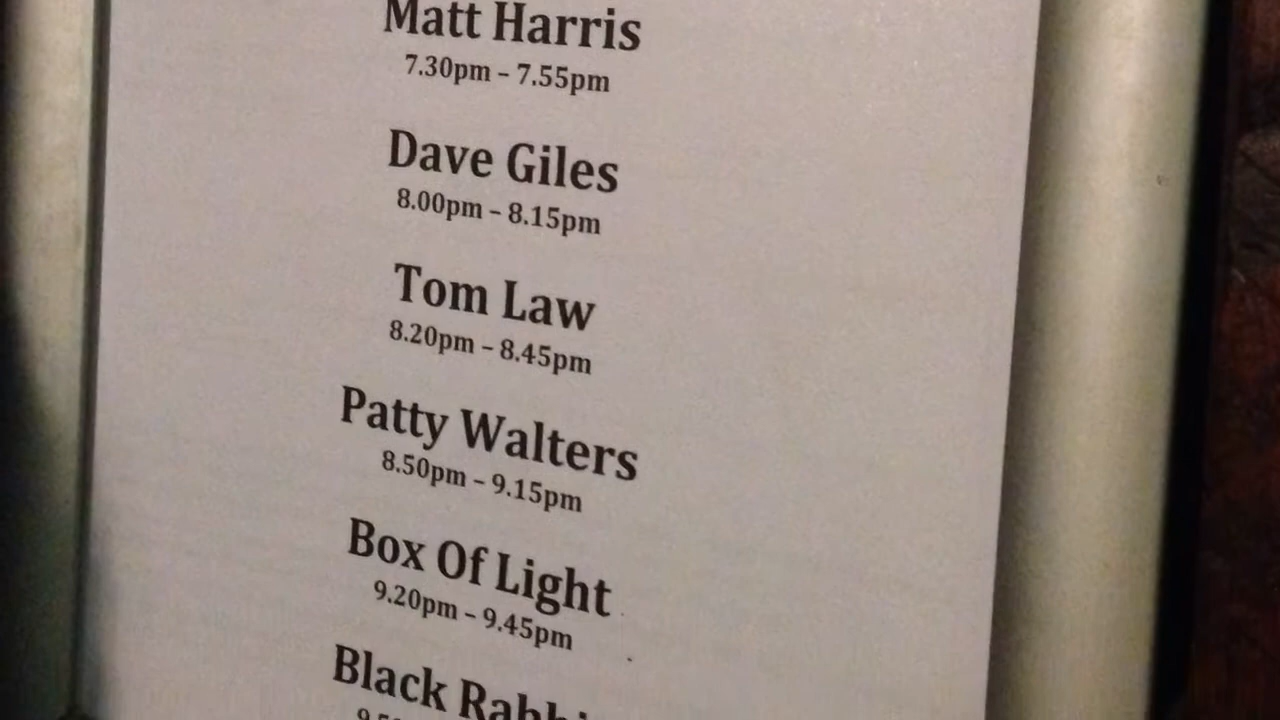 Matt Harris
7.30pm – 7.55pm
Dave Giles
8.00pm – 8.15pm
Tom Law
8.20pm – 8.45pm
Patty Walters
8.50pm – 9.15pm
Box Of Light
9.20pm – 9.45pm
Black